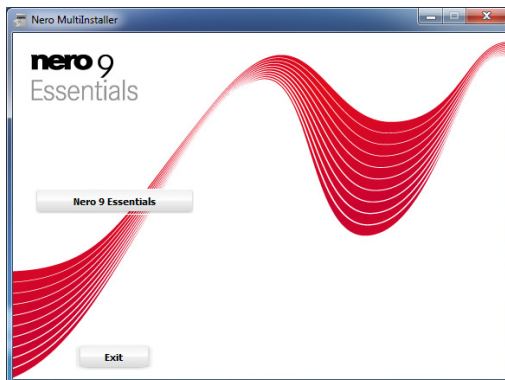 Nero MultiInstaller
nero 9
Essentials
Nero 9 Essentials
Exit